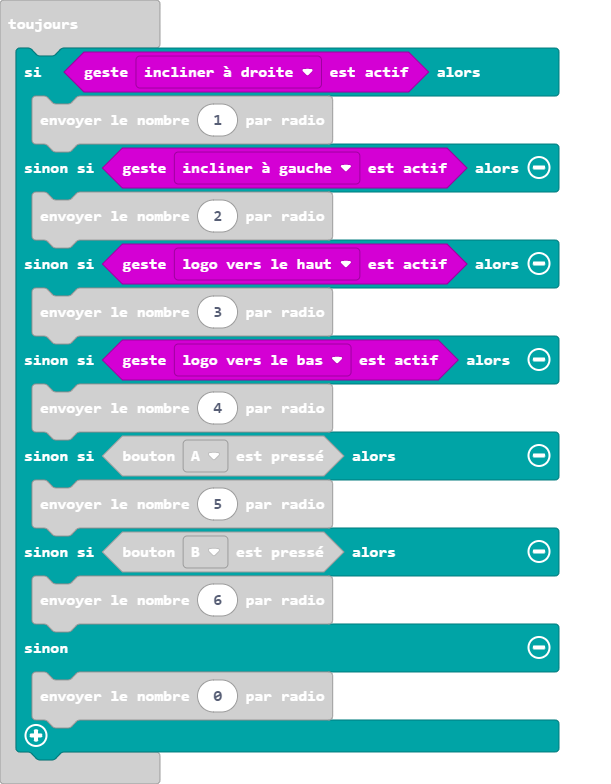 toujours
si geste incliner à droite est actif alors
envoyer le nombre 1 par radio
sinon si geste incliner à gauche est actif alors
envoyer le nombre 2 par radio
sinon si geste logo vers le haut est actif alors
envoyer le nombre 3 par radio
sinon si geste logo vers le bas est actif alors
envoyer le nombre 4 par radio
sinon si bouton A est pressé alors
envoyer le nombre 5 par radio
sinon si bouton B est pressé alors
envoyer le nombre 6 par radio
sinon
envoyer le nombre 0 par radio